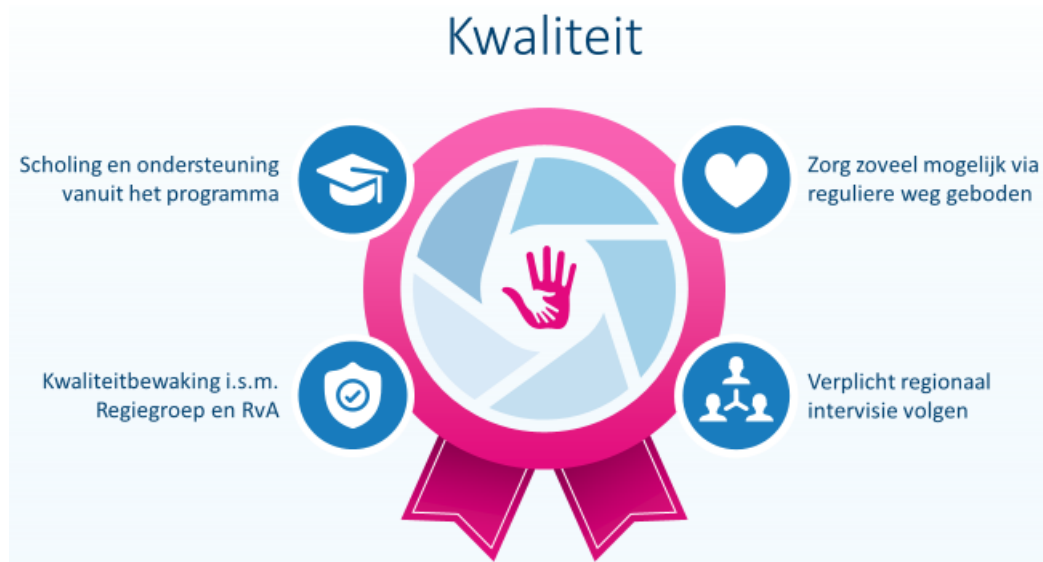 Kwaliteit
Scholing en ondersteuning
vanuit het programma
Zorg zoveel mogelijk via
reguliere weg geboden
Kwaliteitbewaking i.s.m.
Regiegroep en RvA
Verplicht regionaal
intervisie volgen